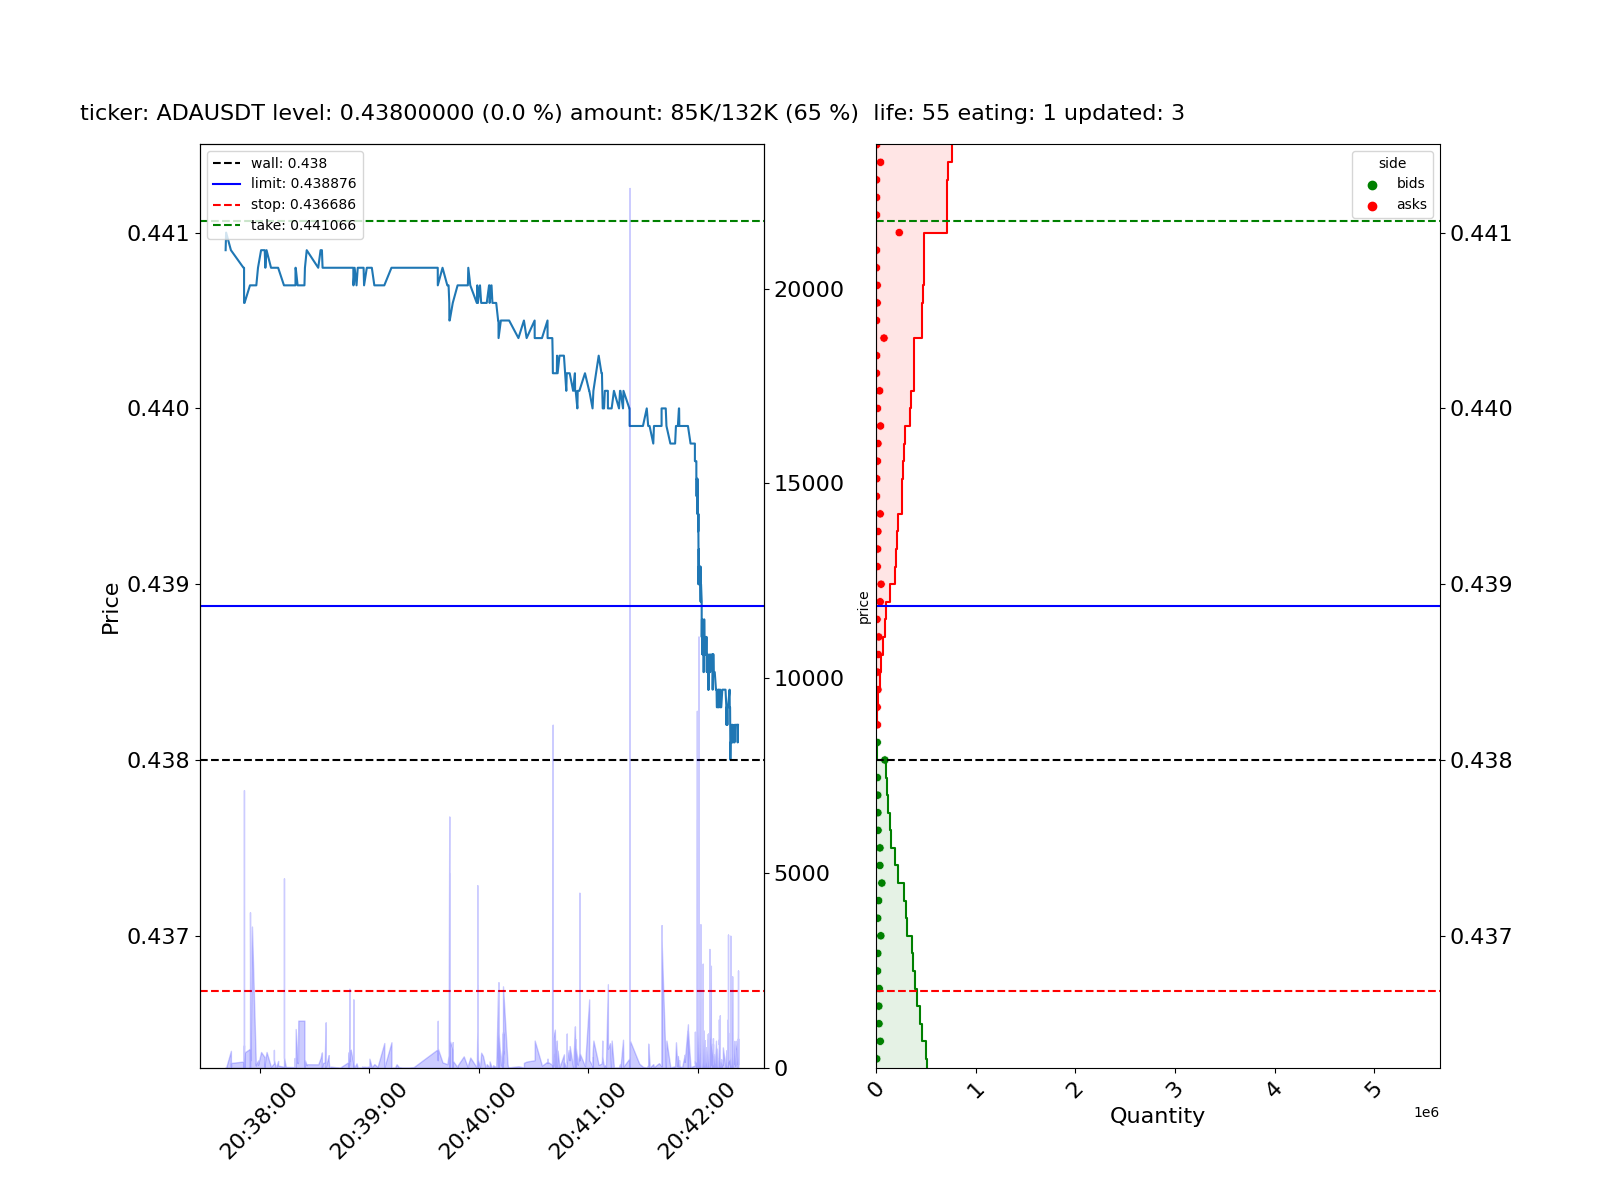 ticker: ADAUSDT level: 0.43800000 (0.0 %) amount: 85K/132K (65 %)  life: 55 eating: 1 updated: 3
wall: 0.438
limit: 0.438876
stop: 0.436686
take: 0.441066
Price
0.441
0.440
0.439
0.438
0.437
20000
15000
10000
5000
0
20:38:00
20:39:00
20:40:00
20:41:00
20:42:00
side
bids
asks
price
0.441
0.440
0.439
0.438
0.437
0
1
2
3
4
5
1e6
Quantity